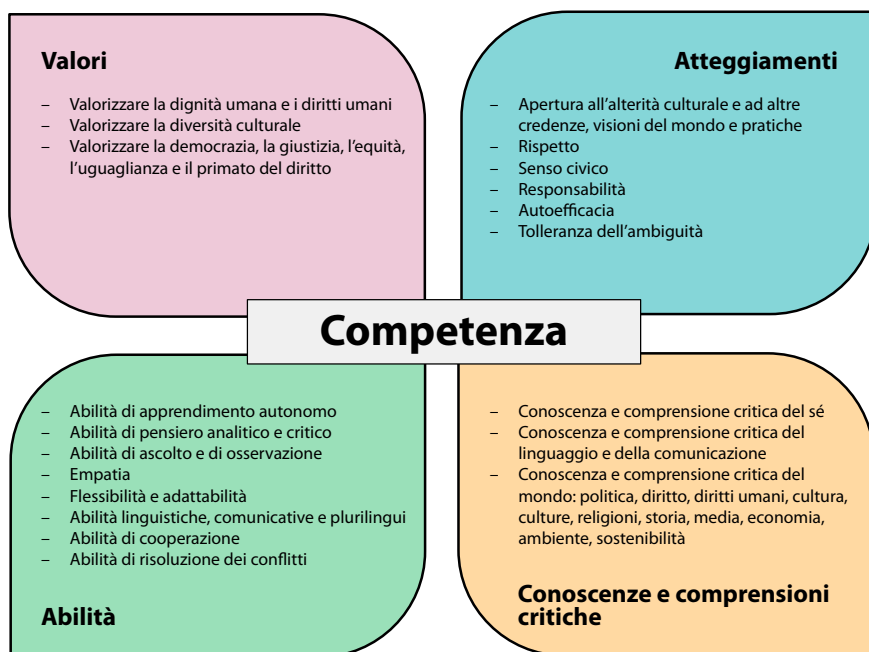 Valori
– Valorizzare la dignità umana e i diritti umani
– Valorizzare la diversità culturale
– Valorizzare la democrazia, la giustizia, l'equità,
l'uguaglianza e il primato del diritto
Atteggiamenti
– Apertura all'alterità culturale e ad altre
credenze, visioni del mondo e pratiche
– Rispetto
– Senso civico
– Responsabilità
– Autoefficacia
– Tolleranza dell'ambiguità
Competenza
– Abilità di apprendimento autonomo
– Abilità di pensiero analitico e critico
– Abilità di ascolto e di osservazione
– Empatia
– Flessibilità e adattabilità
– Abilità linguistiche, comunicative e plurilingui
– Abilità di cooperazione
– Abilità di risoluzione dei conflitti
Abilità
– Conoscenza e comprensione critica del sé
– Conoscenza e comprensione critica del
linguaggio e della comunicazione
– Conoscenza e comprensione critica del
mondo: politica, diritto, diritti umani, cultura,
culture, religioni, storia, media, economia,
ambiente, sostenibilità
Conoscenze e comprensioni
critiche